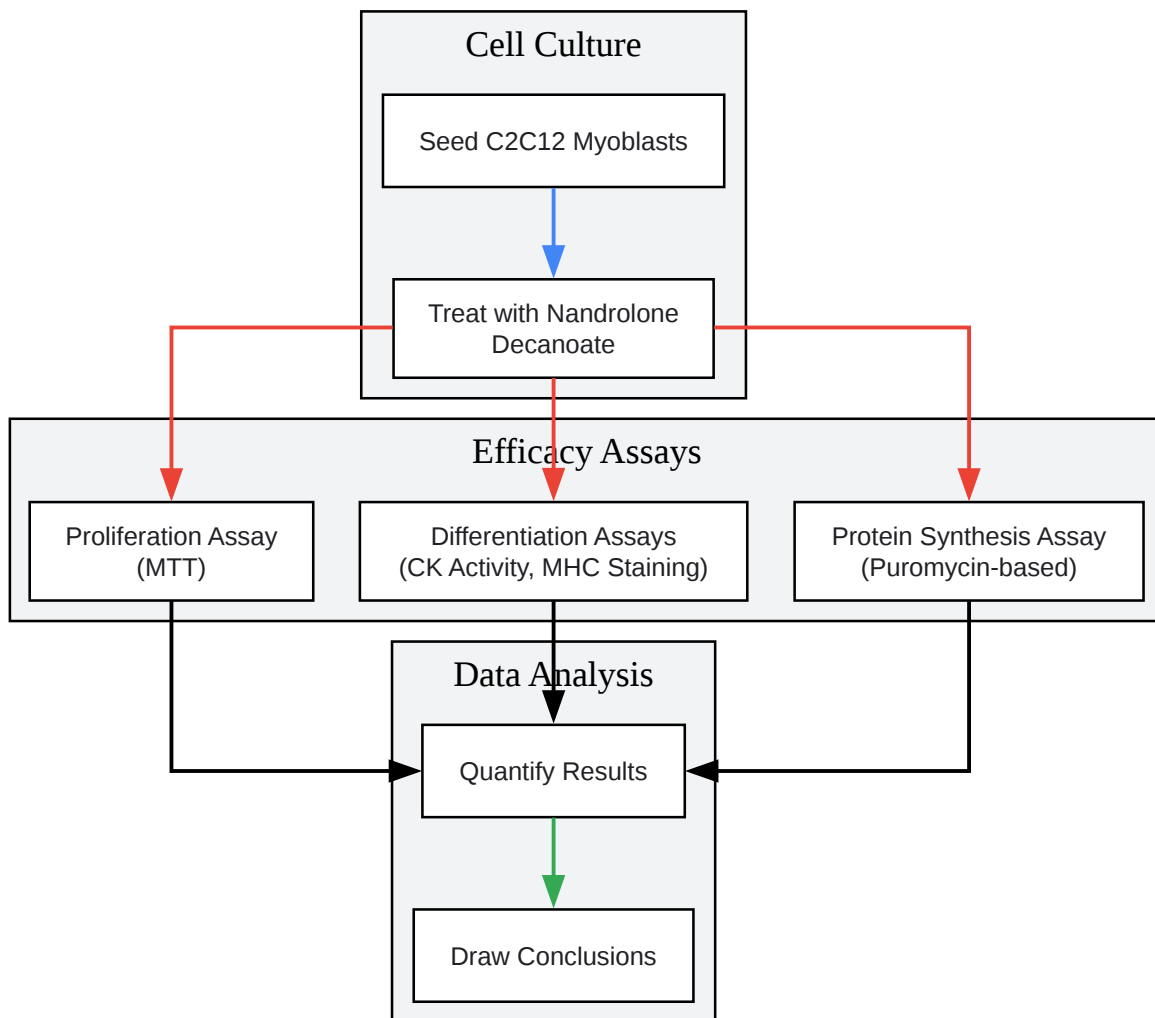 Cell Culture
Seed C2C12 Myoblasts
Treat with Nandrolone
Decanoate
Efficacy Assays
Proliferation Assay
(MTT)
Differentiation Assays
(CK Activity, MHC Staining)
Protein Synthesis Assay
(Puromycin-based)
Data Analysis
Quantify Results
Draw Conclusions